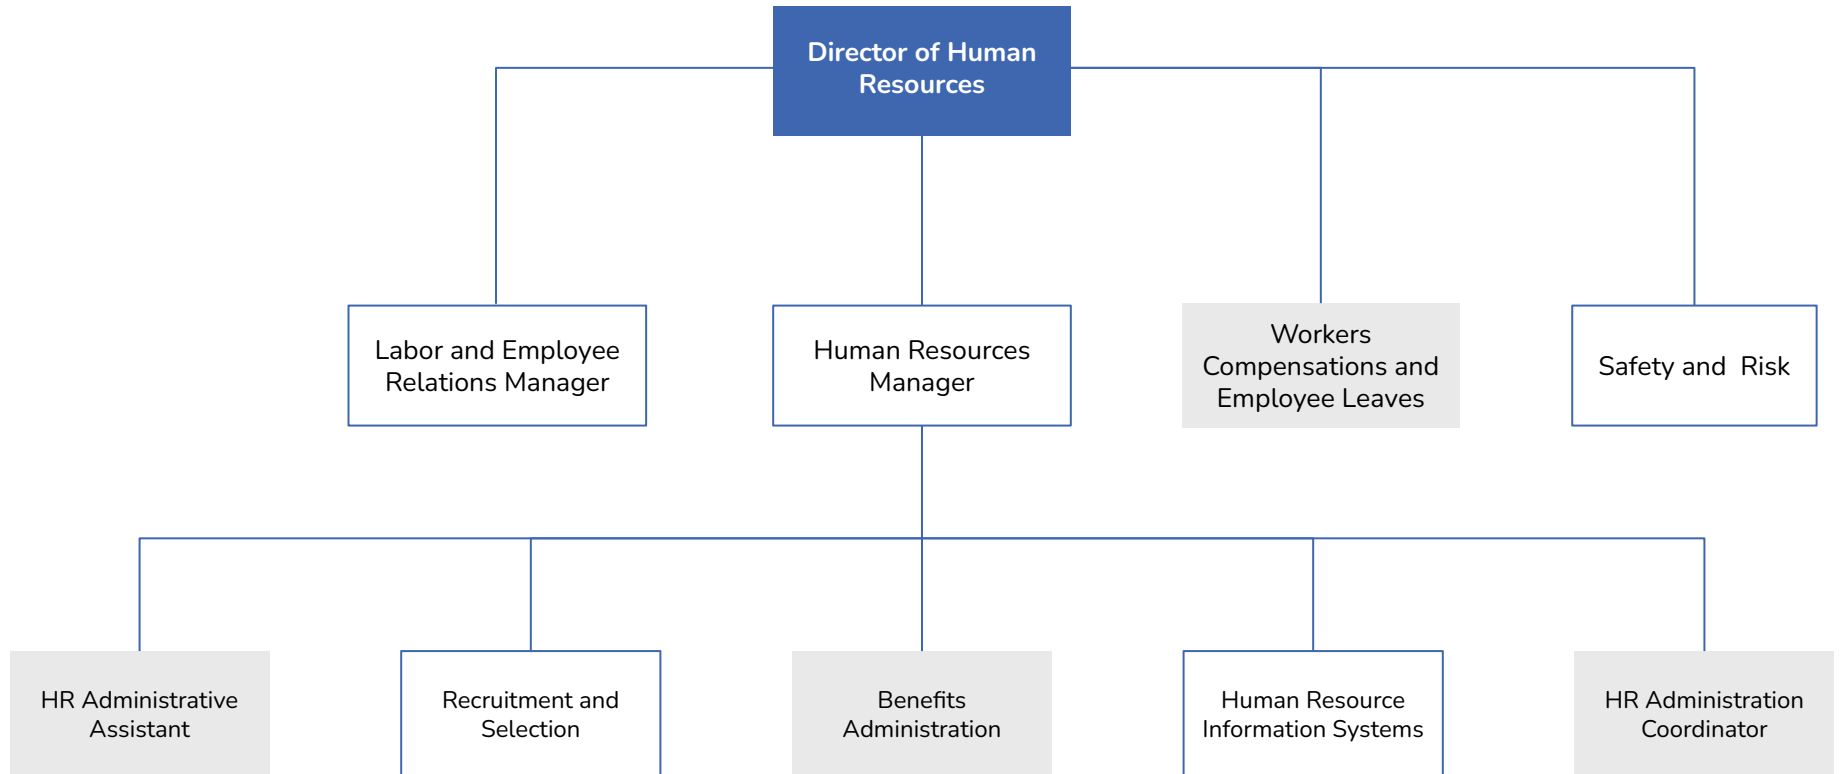 Director of Human
Resources
Labor and Employee
Relations Manager
Human Resources
Manager
Workers
Compensations and
Employee Leaves
Safety and  Risk
HR Administrative
Assistant
Recruitment and
Selection
Benefits
Administration
Human Resource
Information Systems
HR Administration
Coordinator